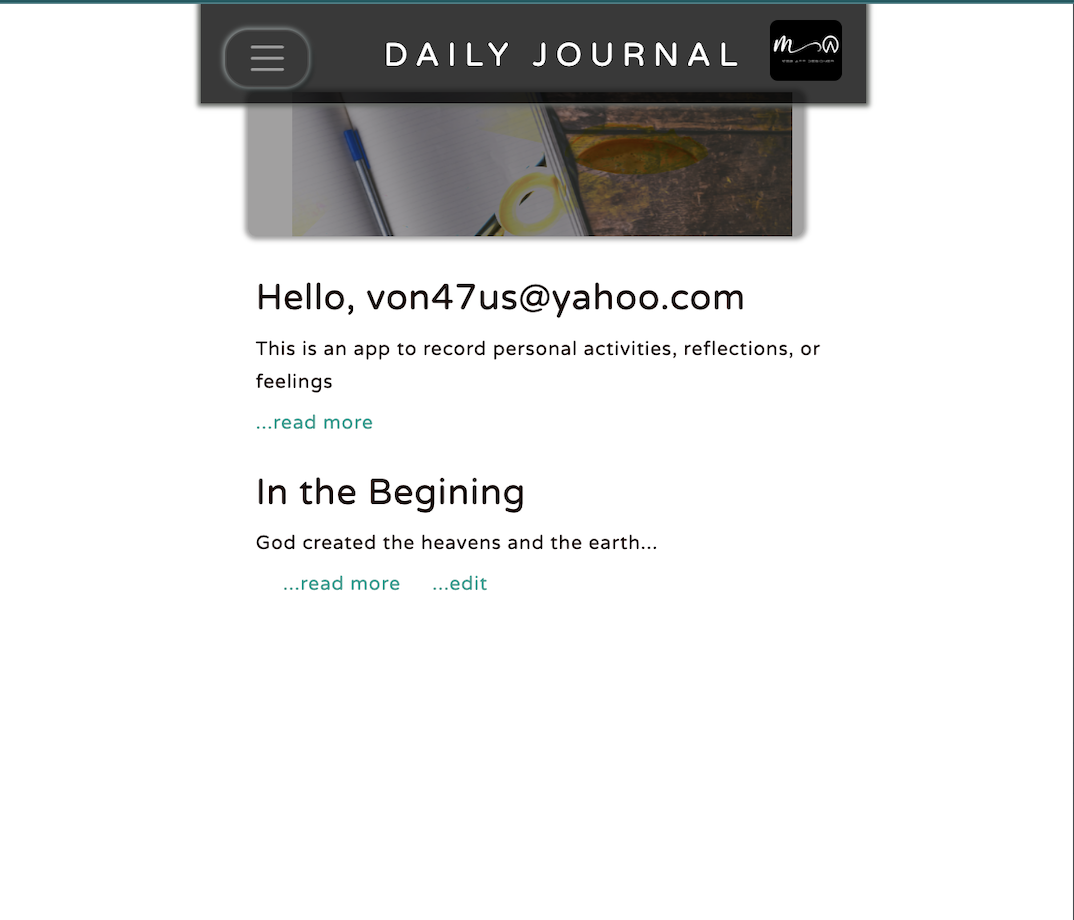 DAILY JOURNAL
Hello, von47us@yahoo.com
This is an app to record personal activities, reflections, or
feelings
...read more
In the Begining
God created the heavens and the earth...
...read more ...edit